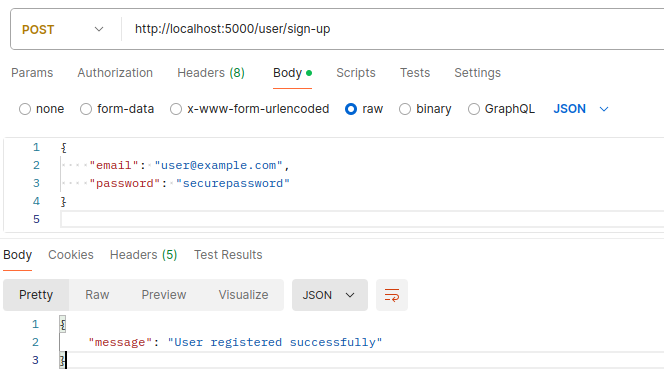 POST http://localhost:5000/user/sign-up
Params Authorization Headers (8) Body Scripts Tests Settings
none form-data x-www-form-urlencoded raw binary GraphQL JSON
1 {
2 "email": "user@example.com",
3 "password": "securepassword"
4 }
5
Body Cookies Headers (5) Test Results
Pretty Raw Preview Visualize JSON
1 {
2 "message": "User registered successfully"
3 }